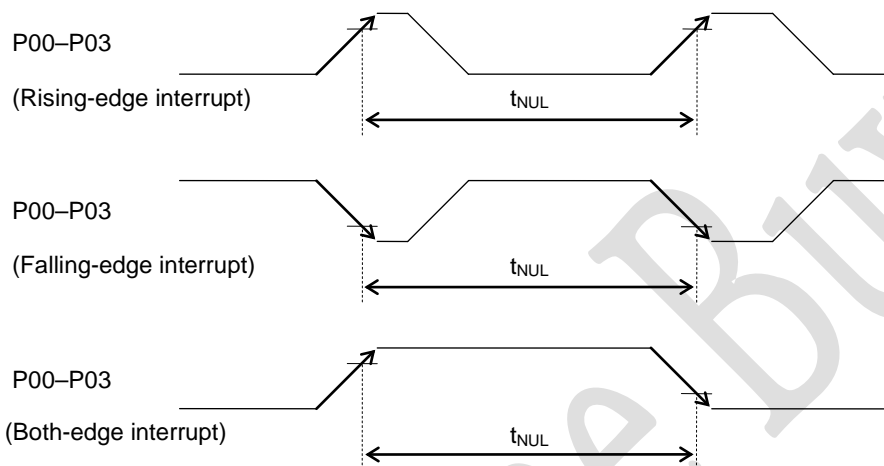 P00–P03
(Rising-edge interrupt)
tNUL
P00–P03
(Falling-edge interrupt)
tNUL
P00–P03
(Both-edge interrupt)
tNUL